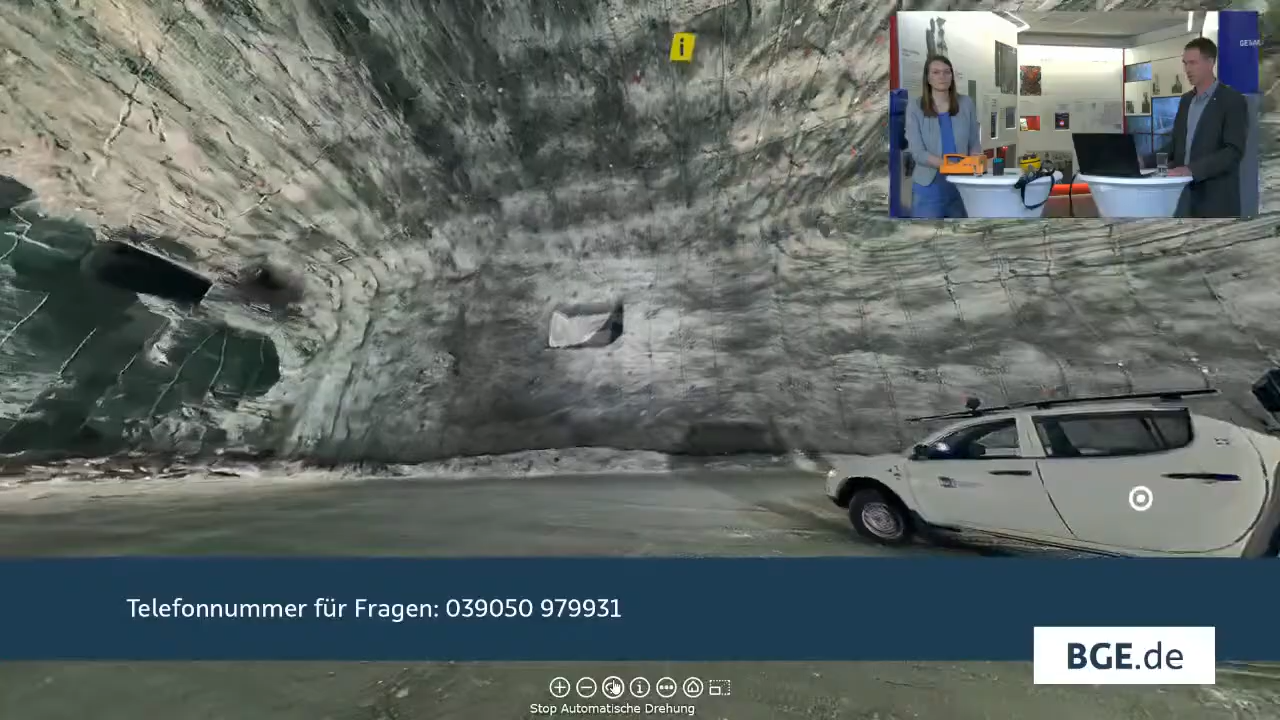 Telefonnummer für Fragen: 039050 979931
BGE.de
Stop Automatische Drehung